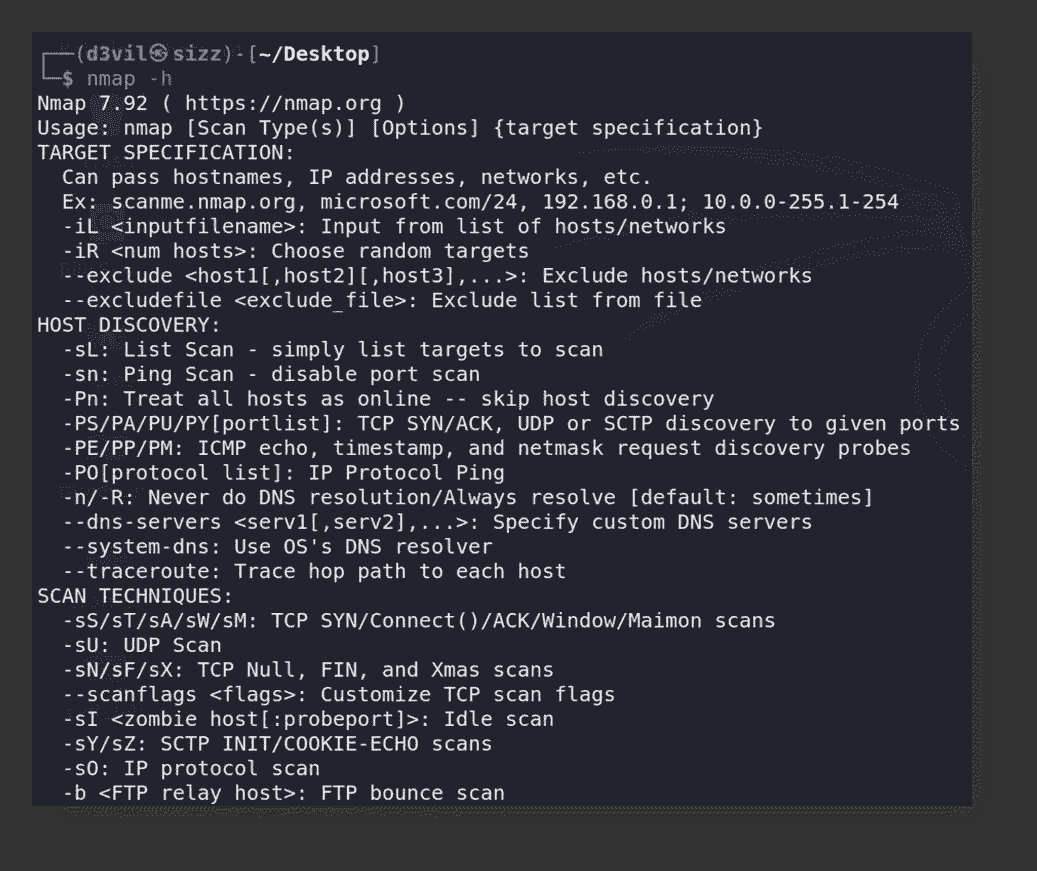 ┌──(d3vil㉿sizz)-[~/Desktop]
└─$ nmap -h
Nmap 7.92 ( https://nmap.org )
Usage: nmap [Scan Type(s)] [Options] {target specification}
TARGET SPECIFICATION:
  Can pass hostnames, IP addresses, networks, etc.
  Ex: scanme.nmap.org, microsoft.com/24, 192.168.0.1; 10.0.0-255.1-254
  -iL <inputfilename>: Input from list of hosts/networks
  -iR <num hosts>: Choose random targets
  --exclude <host1[,host2][,host3],...>: Exclude hosts/networks
  --excludefile <exclude_file>: Exclude list from file
HOST DISCOVERY:
  -sL: List Scan - simply list targets to scan
  -sn: Ping Scan - disable port scan
  -Pn: Treat all hosts as online -- skip host discovery
  -PS/PA/PU/PY[portlist]: TCP SYN/ACK, UDP or SCTP discovery to given ports
  -PE/PP/PM: ICMP echo, timestamp, and netmask request discovery probes
  -PO[protocol list]: IP Protocol Ping
  -n/-R: Never do DNS resolution/Always resolve [default: sometimes]
  --dns-servers <serv1[,serv2],...>: Specify custom DNS servers
  --system-dns: Use OS's DNS resolver
  --traceroute: Trace hop path to each host
SCAN TECHNIQUES:
  -sS/sT/sA/sW/sM: TCP SYN/Connect()/ACK/Window/Maimon scans
  -sU: UDP Scan
  -sN/sF/sX: TCP Null, FIN, and Xmas scans
  --scanflags <flags>: Customize TCP scan flags
  -sI <zombie host[:probeport]>: Idle scan
  -sY/sZ: SCTP INIT/COOKIE-ECHO scans
  -sO: IP protocol scan
  -b <FTP relay host>: FTP bounce scan